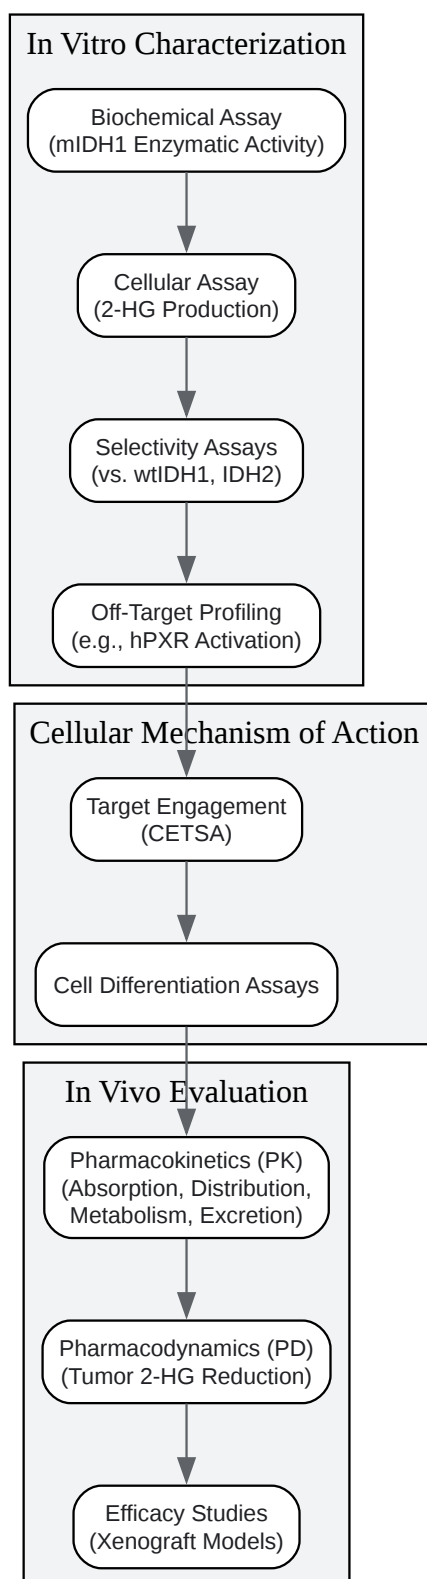 In Vitro Characterization
Biochemical Assay
(mIDH1 Enzymatic Activity)
Cellular Assay
(2-HG Production)
Selectivity Assays
(vs. wtIDH1, IDH2)
Off-Target Profiling
(e.g., hPXR Activation)
Cellular Mechanism of Action
Target Engagement
(CETSA)
Cell Differentiation Assays
In Vivo Evaluation
Pharmacokinetics (PK)
(Absorption, Distribution,
Metabolism, Excretion)
Pharmacodynamics (PD)
(Tumor 2-HG Reduction)
Efficacy Studies
(Xenograft Models)